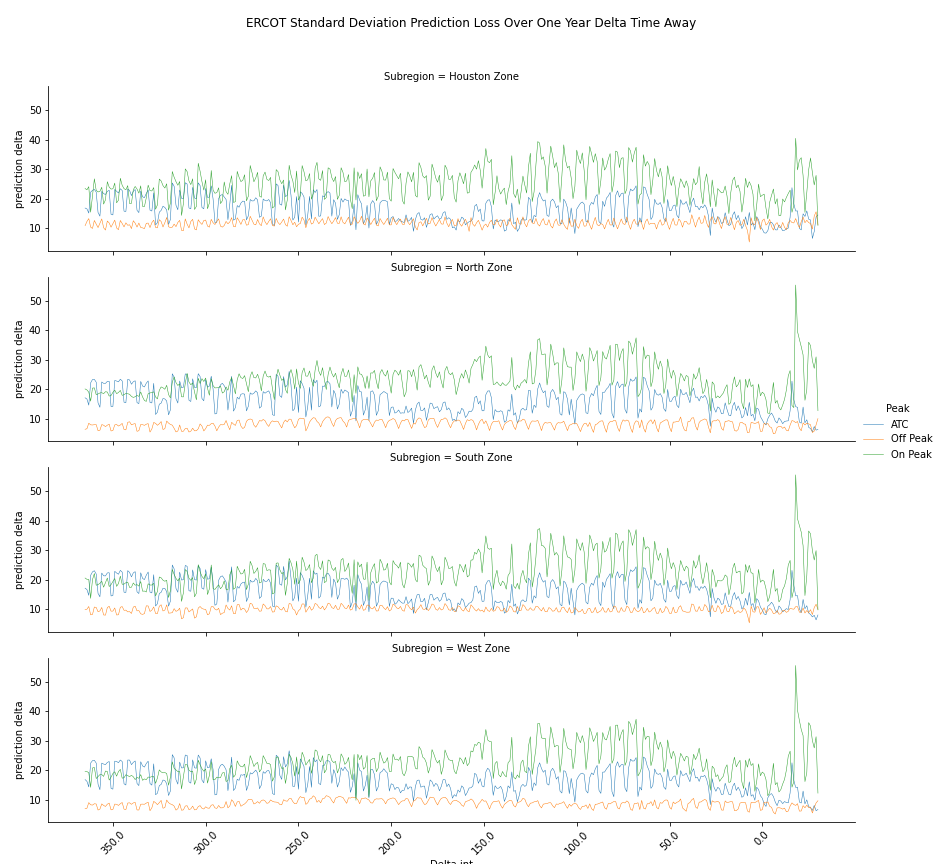 ERCOT Standard Deviation Prediction Loss Over One Year Delta Time Away
Subregion = Houston Zone
50
40
30
20
10
prediction delta
Subregion = North Zone
50
40
30
20
10
prediction delta
Peak
ATC
Off Peak
On Peak
Subregion = South Zone
50
40
30
20
10
prediction delta
Subregion = West Zone
50
40
30
20
10
prediction delta
350.0
300.0
250.0
200.0
150.0
100.0
50.0
0.0
Delta int